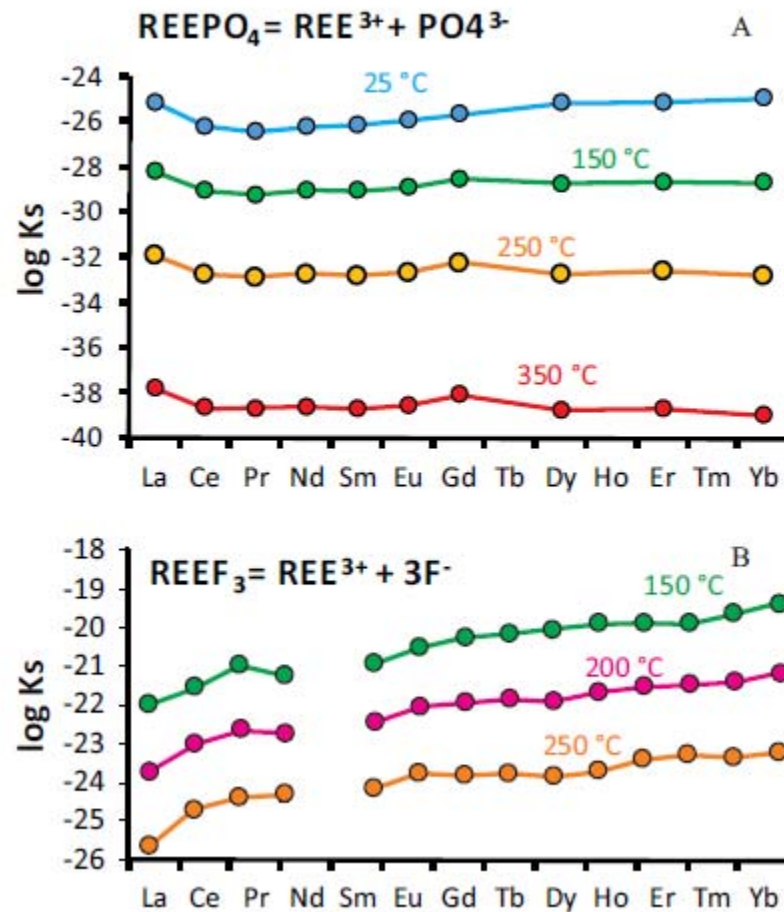 REEPO₄ = REE³⁺ + PO4³⁻ A
-24
25 °C
-26
-28
150 °C
-30
250 °C
-32
-34
-36
350 °C
-38
-40
log Ks
La Ce Pr Nd Sm Eu Gd Tb Dy Ho Er Tm Yb
-18
REEF₃ = REE³⁺ + 3F⁻ B
-19
150 °C
-20
-21
200 °C
-22
-23
250 °C
-24
-25
-26
log Ks
La Ce Pr Nd Sm Eu Gd Tb Dy Ho Er Tm Yb